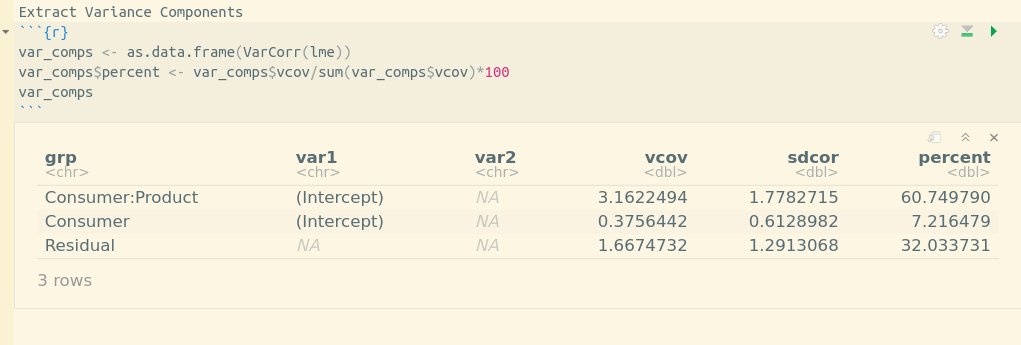 Extract Variance Components
```{r}
var_comps <- as.data.frame(VarCorr(lme))
var_comps$percent <- var_comps$vcov/sum(var_comps$vcov)*100
var_comps
```
grp var1 var2 vcov sdcor percent
<chr> <chr> <chr> <dbl> <dbl> <dbl>
Consumer:Product (Intercept) NA 3.1622494 1.7782715 60.749790
Consumer (Intercept) NA 0.3756442 0.6128982 7.216479
Residual NA NA 1.6674732 1.2913068 32.033731
3 rows